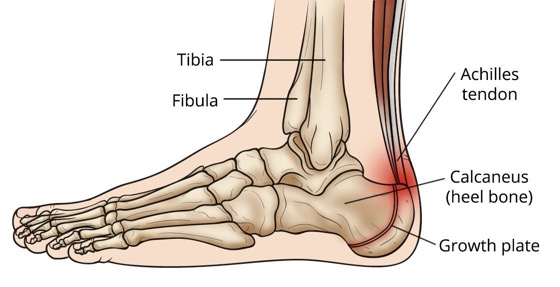 Tibia
Fibula
Achilles
tendon
Calcaneus
(heel bone)
Growth plate